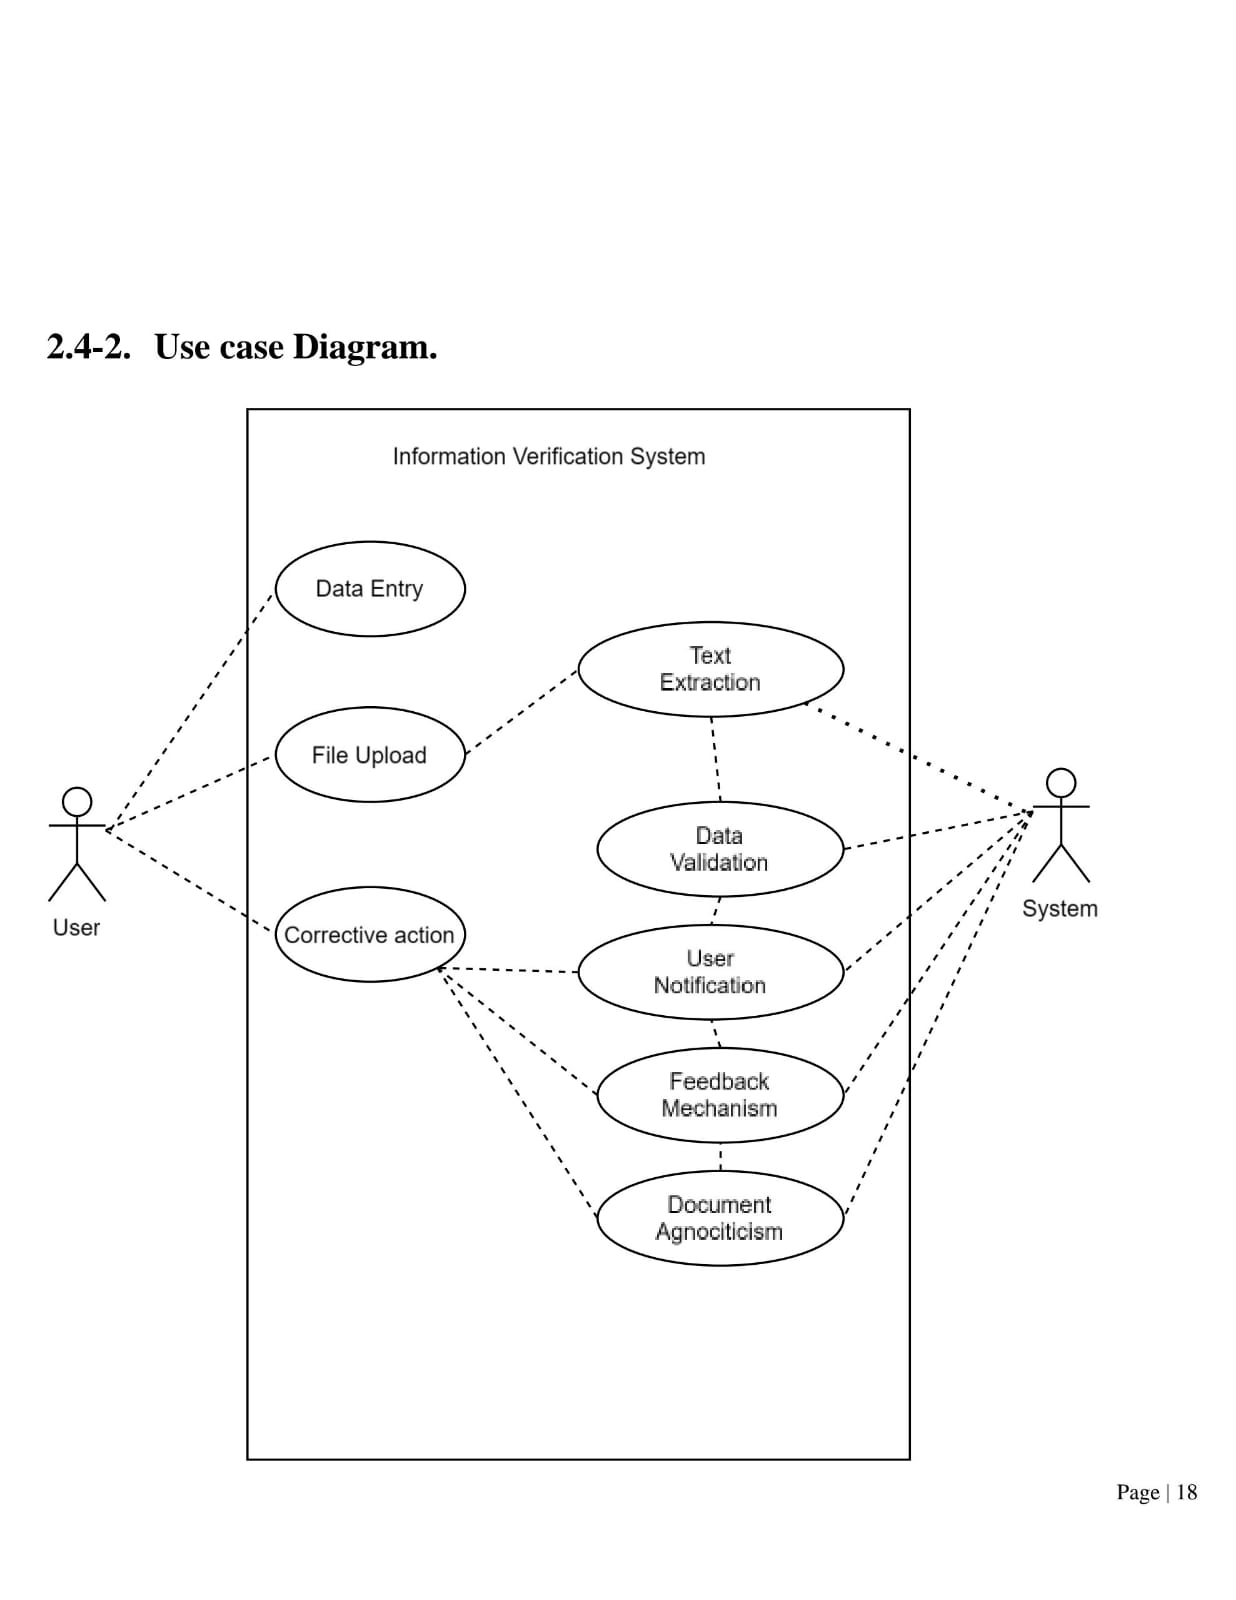 2.4-2. Use case Diagram.
Information Verification System
Data Entry
Text
Extraction
File Upload
Data
Validation
User
System
Corrective action
User
Notification
Feedback
Mechanism
Document
Agnociticism
Page | 18